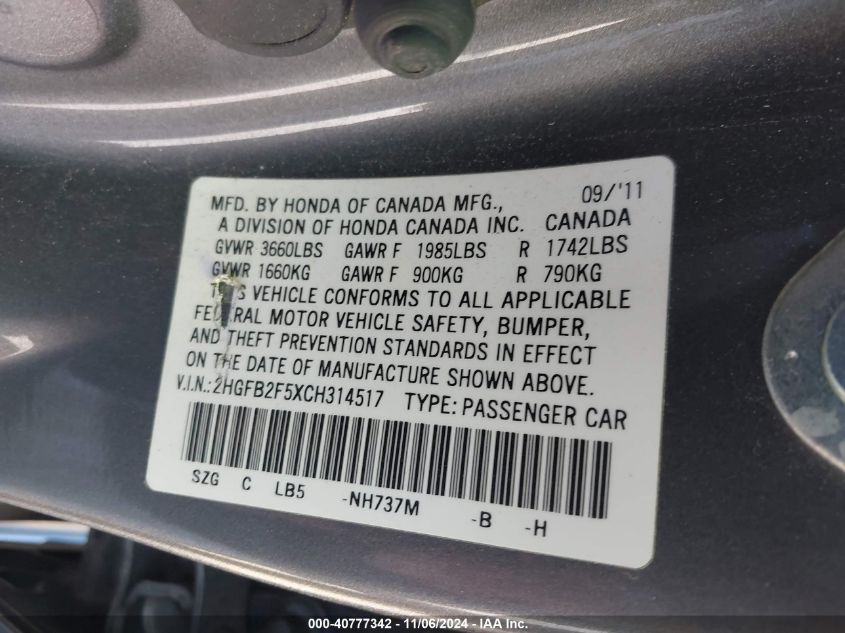 MFD. BY HONDA OF CANADA MFG., 09/'11
A DIVISION OF HONDA CANADA INC. CANADA
GVWR 3660LBS GAWR F 1985LBS R 1742LBS
GVWR 1660KG GAWR F 900KG R 790KG
THIS VEHICLE CONFORMS TO ALL APPLICABLE
FEDERAL MOTOR VEHICLE SAFETY, BUMPER,
AND THEFT PREVENTION STANDARDS IN EFFECT
ON THE DATE OF MANUFACTURE SHOWN ABOVE.
V.I.N.: 2HGFB2F5XCH314517 TYPE: PASSENGER CAR
SZG C LB5 -NH737M -B -H
000-40777342 - 11/06/2024 - IAA Inc.